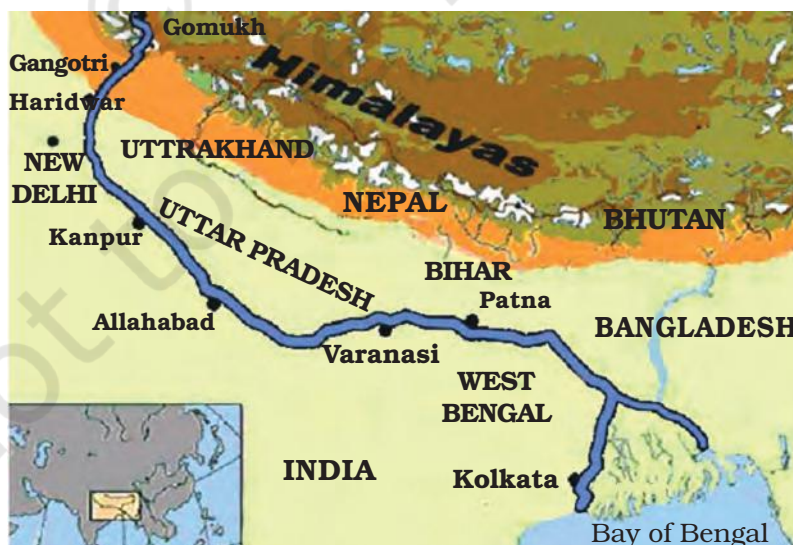 Gomukh
Gangotri
Himalayas
Haridwar
NEW
DELHI
UTTRAKHAND
NEPAL
BHUTAN
Kanpur
UTTAR PRADESH
BIHAR
Allahabad
Patna
BANGLADESH
Varanasi
WEST
BENGAL
INDIA
Kolkata
Bay of Bengal